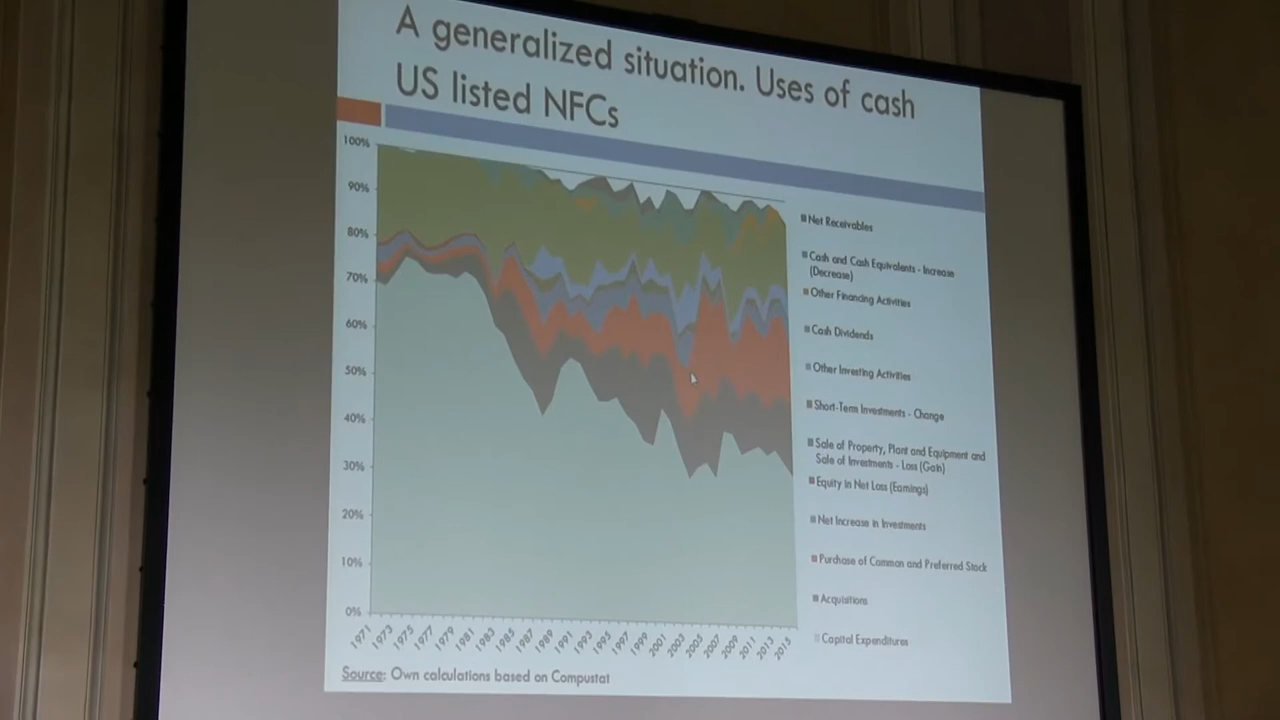 A generalized situation. Uses of cash
US listed NFCs
100%
90%
80%
70%
60%
50%
40%
30%
20%
10%
0%
1971 1973 1975 1977 1979 1981 1983 1985 1987 1989 1991 1993 1995 1997 1999 2001 2003 2005 2007 2009 2011 2013 2015
Net Receivables
Cash and Cash Equivalents - Increase
(Decrease)
Other Financing Activities
Cash Dividends
Other Investing Activities
Short-Term Investments - Change
Sale of Property, Plant and Equipment and
Sale of Investments - Loss (Gain)
Equity in Net Loss (Earnings)
Net Increase in Investments
Purchase of Common and Preferred Stock
Acquisitions
Capital Expenditures
Source: Own calculations based on Compustat